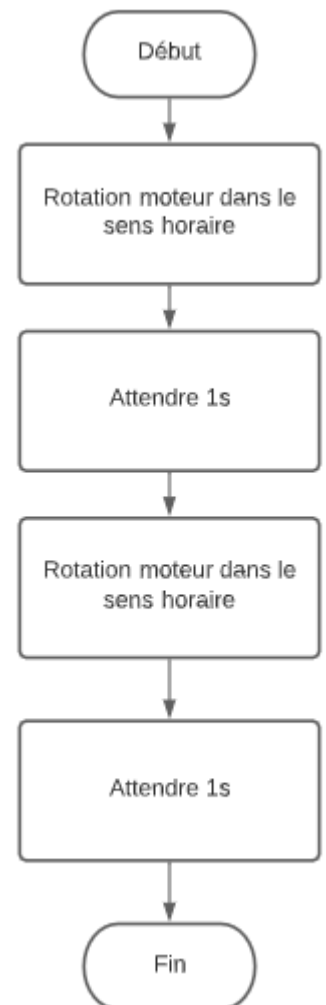 Début
Rotation moteur dans le
sens horaire
Attendre 1s
Rotation moteur dans le
sens horaire
Attendre 1s
Fin